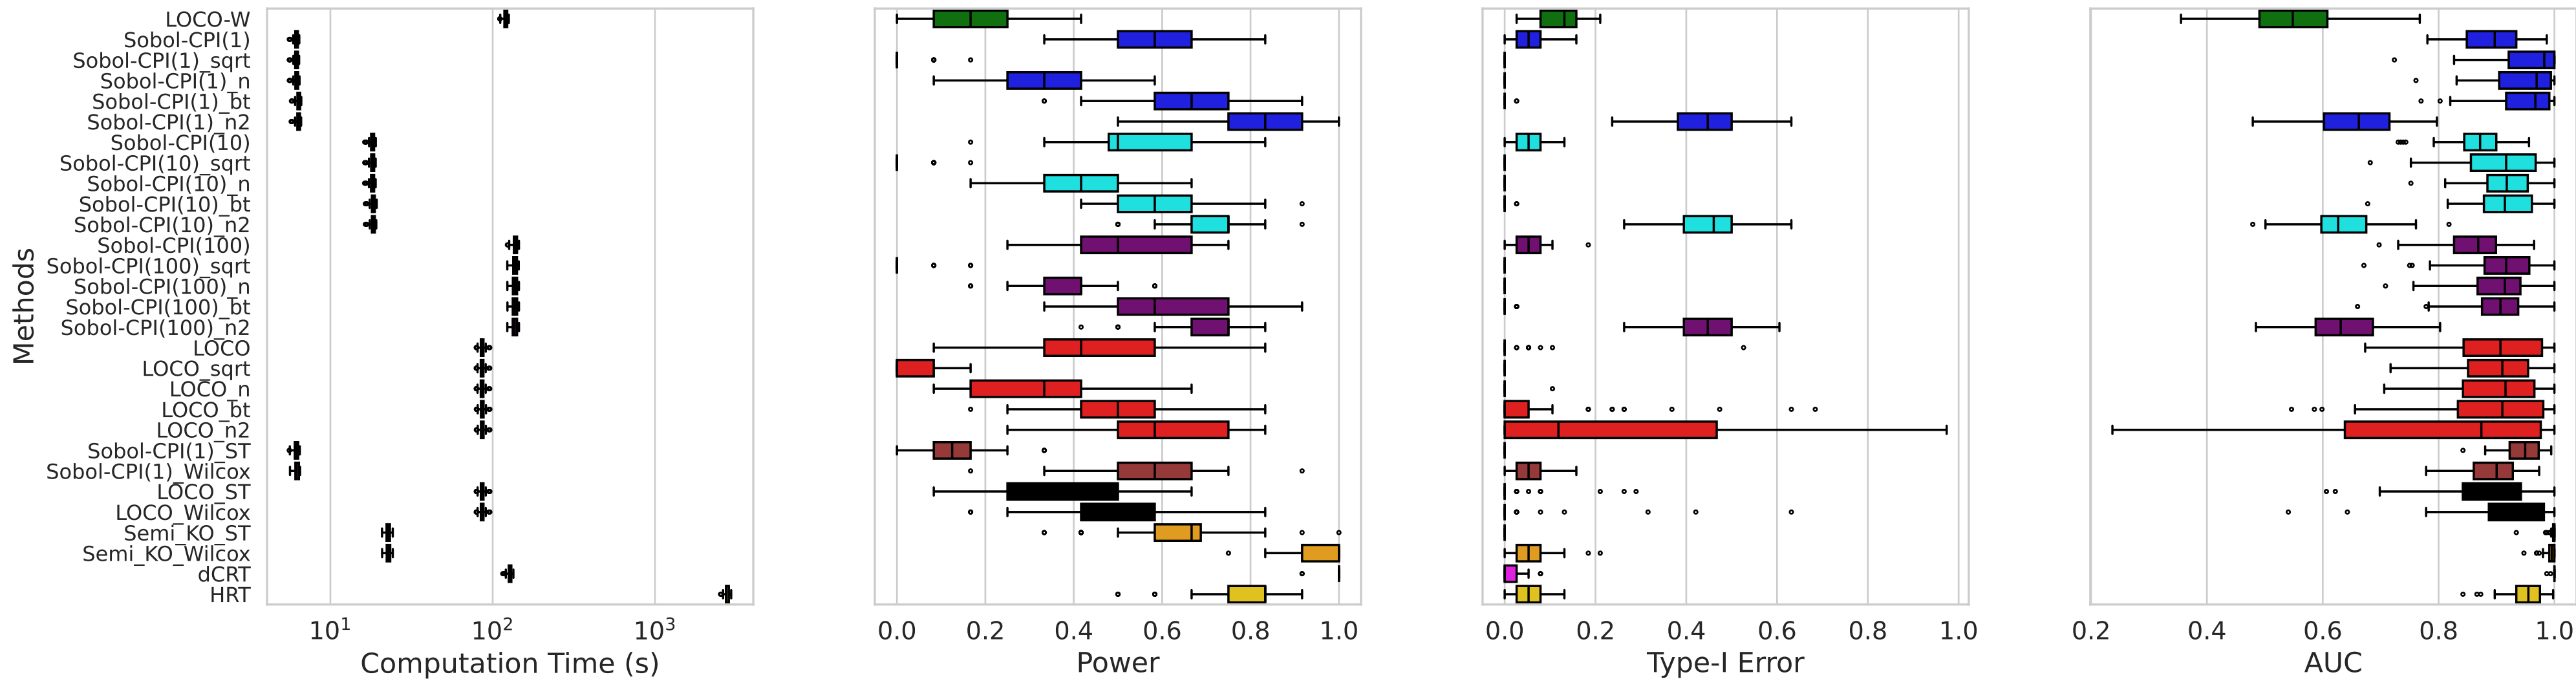 Methods
LOCO-W
Sobol-CPI(1)
Sobol-CPI(1)_sqrt
Sobol-CPI(1)_n
Sobol-CPI(1)_bt
Sobol-CPI(1)_n2
Sobol-CPI(10)
Sobol-CPI(10)_sqrt
Sobol-CPI(10)_n
Sobol-CPI(10)_bt
Sobol-CPI(10)_n2
Sobol-CPI(100)
Sobol-CPI(100)_sqrt
Sobol-CPI(100)_n
Sobol-CPI(100)_bt
Sobol-CPI(100)_n2
LOCO
LOCO_sqrt
LOCO_n
LOCO_bt
LOCO_n2
Sobol-CPI(1)_ST
Sobol-CPI(1)_Wilcox
LOCO_ST
LOCO_Wilcox
Semi_KO_ST
Semi_KO_Wilcox
dCRT
HRT
10¹ 10² 10³
Computation Time (s)
0.0 0.2 0.4 0.6 0.8 1.0
Power
0.0 0.2 0.4 0.6 0.8 1.0
Type-I Error
0.2 0.4 0.6 0.8 1.0
AUC